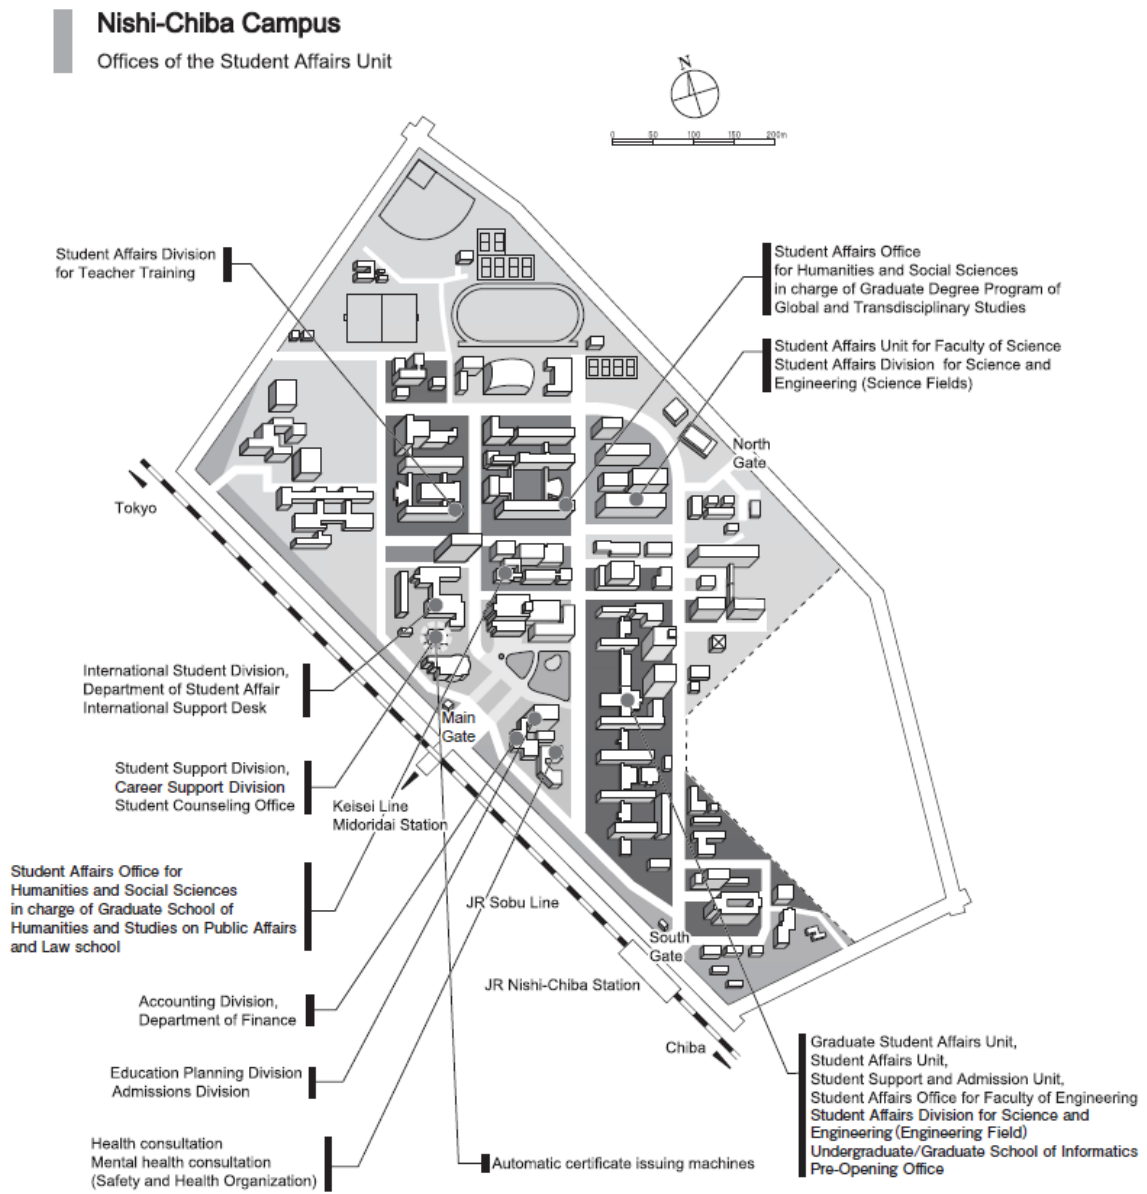 Nishi-Chiba Campus
Offices of the Student Affairs Unit
N
0 50 100 150 200m
Student Affairs Division
for Teacher Training
Student Affairs Office
for Humanities and Social Sciences
in charge of Graduate Degree Program of
Global and Transdisciplinary Studies
Student Affairs Unit for Faculty of Science
Student Affairs Division for Science and
Engineering (Science Fields)
North
Gate
Tokyo
International Student Division,
Department of Student Affair
International Support Desk
Main
Gate
Student Support Division,
Career Support Division
Student Counseling Office
Keisei Line
Midoridai Station
Student Affairs Office for
Humanities and Social Sciences
in charge of Graduate School of
Humanities and Studies on Public Affairs
and Law school
JR Sobu Line
South
Gate
JR Nishi-Chiba Station
Accounting Division,
Department of Finance
Chiba
Graduate Student Affairs Unit,
Student Affairs Unit,
Student Support and Admission Unit,
Student Affairs Office for Faculty of Engineering
Student Affairs Division for Science and
Engineering (Engineering Field)
Undergraduate/Graduate School of Informatics
Pre-Opening Office
Education Planning Division
Admissions Division
Health consultation
Mental health consultation
(Safety and Health Organization)
Automatic certificate issuing machines